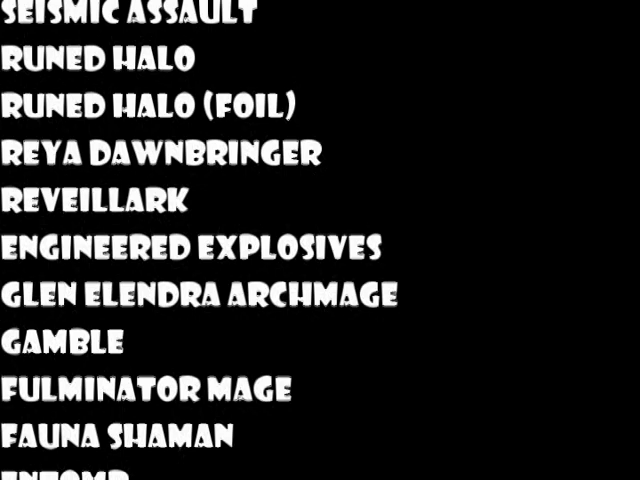 SEISMIC ASSAULT
RUNED HALO
RUNED HALO (FOIL)
REYA DAWNBRINGER
REVEILLARK
ENGINEERED EXPLOSIVES
GLEN ELENDRA ARCHMAGE
GAMBLE
FULMINATOR MAGE
FAUNA SHAMAN
ENTOMB